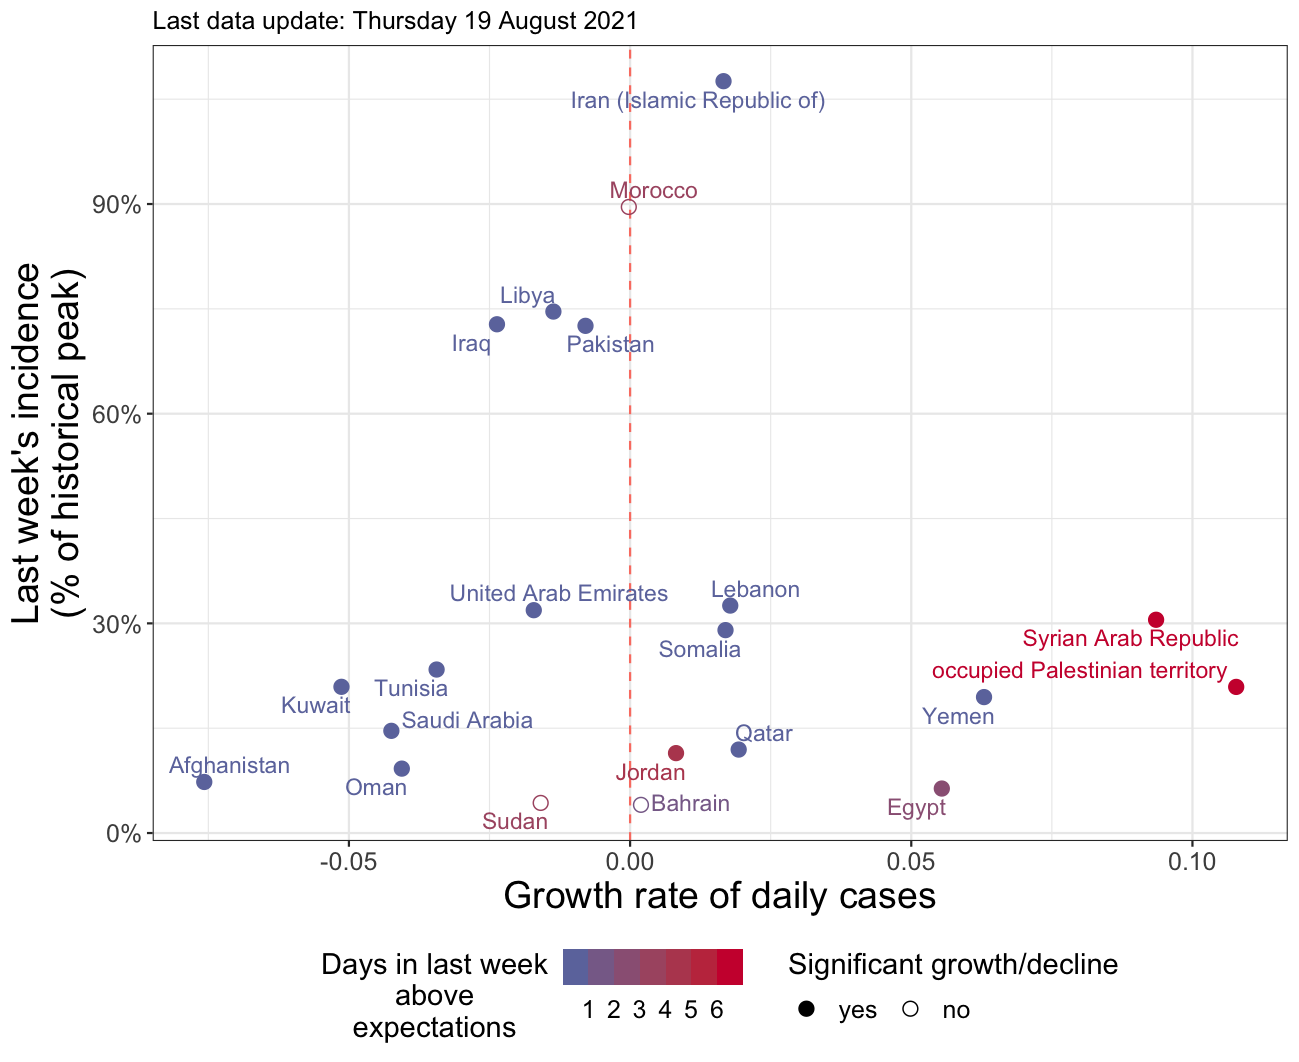 Last data update: Thursday 19 August 2021
Iran (Islamic Republic of)
Morocco
90%
Libya
Iraq
Pakistan
Last week's incidence
(% of historical peak)
60%
United Arab Emirates
Lebanon
30%
Syrian Arab Republic
Somalia
occupied Palestinian territory
Tunisia
Kuwait
Yemen
Saudi Arabia
Qatar
Afghanistan
Jordan
Oman
Bahrain
Egypt
Sudan
0%
-0.05 0.00 0.05 0.10
Growth rate of daily cases
Days in last week
above
expectations
1 2 3 4 5 6
Significant growth/decline
yes no